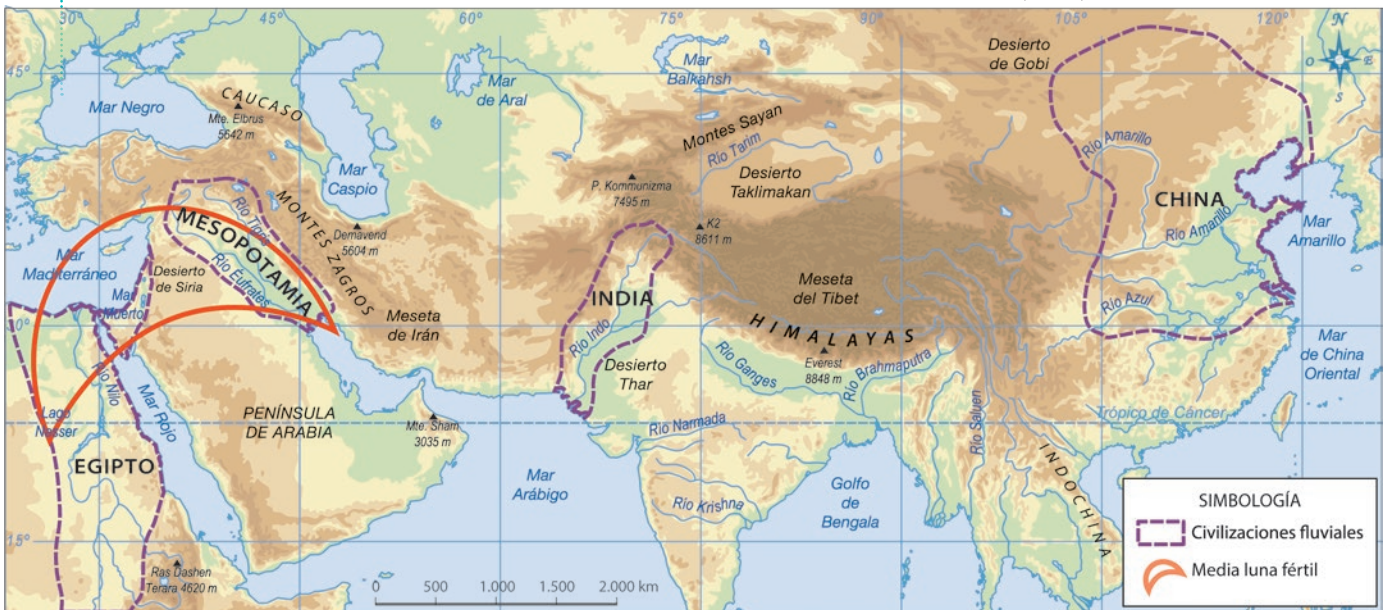 30°
45°
60°
75°
90°
105°
120°
N
O
E
S
45°
Mar Negro
CAUCASO
Mte. Elbrus
5642 m
Mar
Caspio
Mar
de Aral
Mar
Balkahsh
Montes Sayan
Río Tarim
Desierto
Taklimakan
Desierto
de Gobi
P. Kommunizma
7495 m
K2
8611 m
Río Amarillo
CHINA
Río Amarillo
Mar
Amarillo
Río Azul
Mar
de China
Oriental
MESOPOTAMIA
Río Tigris
Río Éufrates
MONTES ZAGROS
Demavend
5604 m
Mar
Maditerráneo
Desierto
de Siria
Mar
Muerto
Meseta
de Irán
INDIA
Río Indo
Desierto
Thar
Meseta
del Tibet
HIMALAYAS
Everest
8848 m
Río Ganges
Río Brahmaputra
0°
Río Nilo
Mar Rojo
Lago
Nesser
EGIPTO
PENÍNSULA
DE ARABIA
Mte. Sham
3035 m
Río Narmada
Río Krishna
Mar
Arábigo
Golfo
de
Bengala
Río Saluen
INDOCHINA
Trópico de Cáncer
15°
Ras Dashen
Terara 4620 m
0 500 1.000 1.500 2.000 km
SIMBOLOGÍA
Civilizaciones fluviales
Media luna fértil